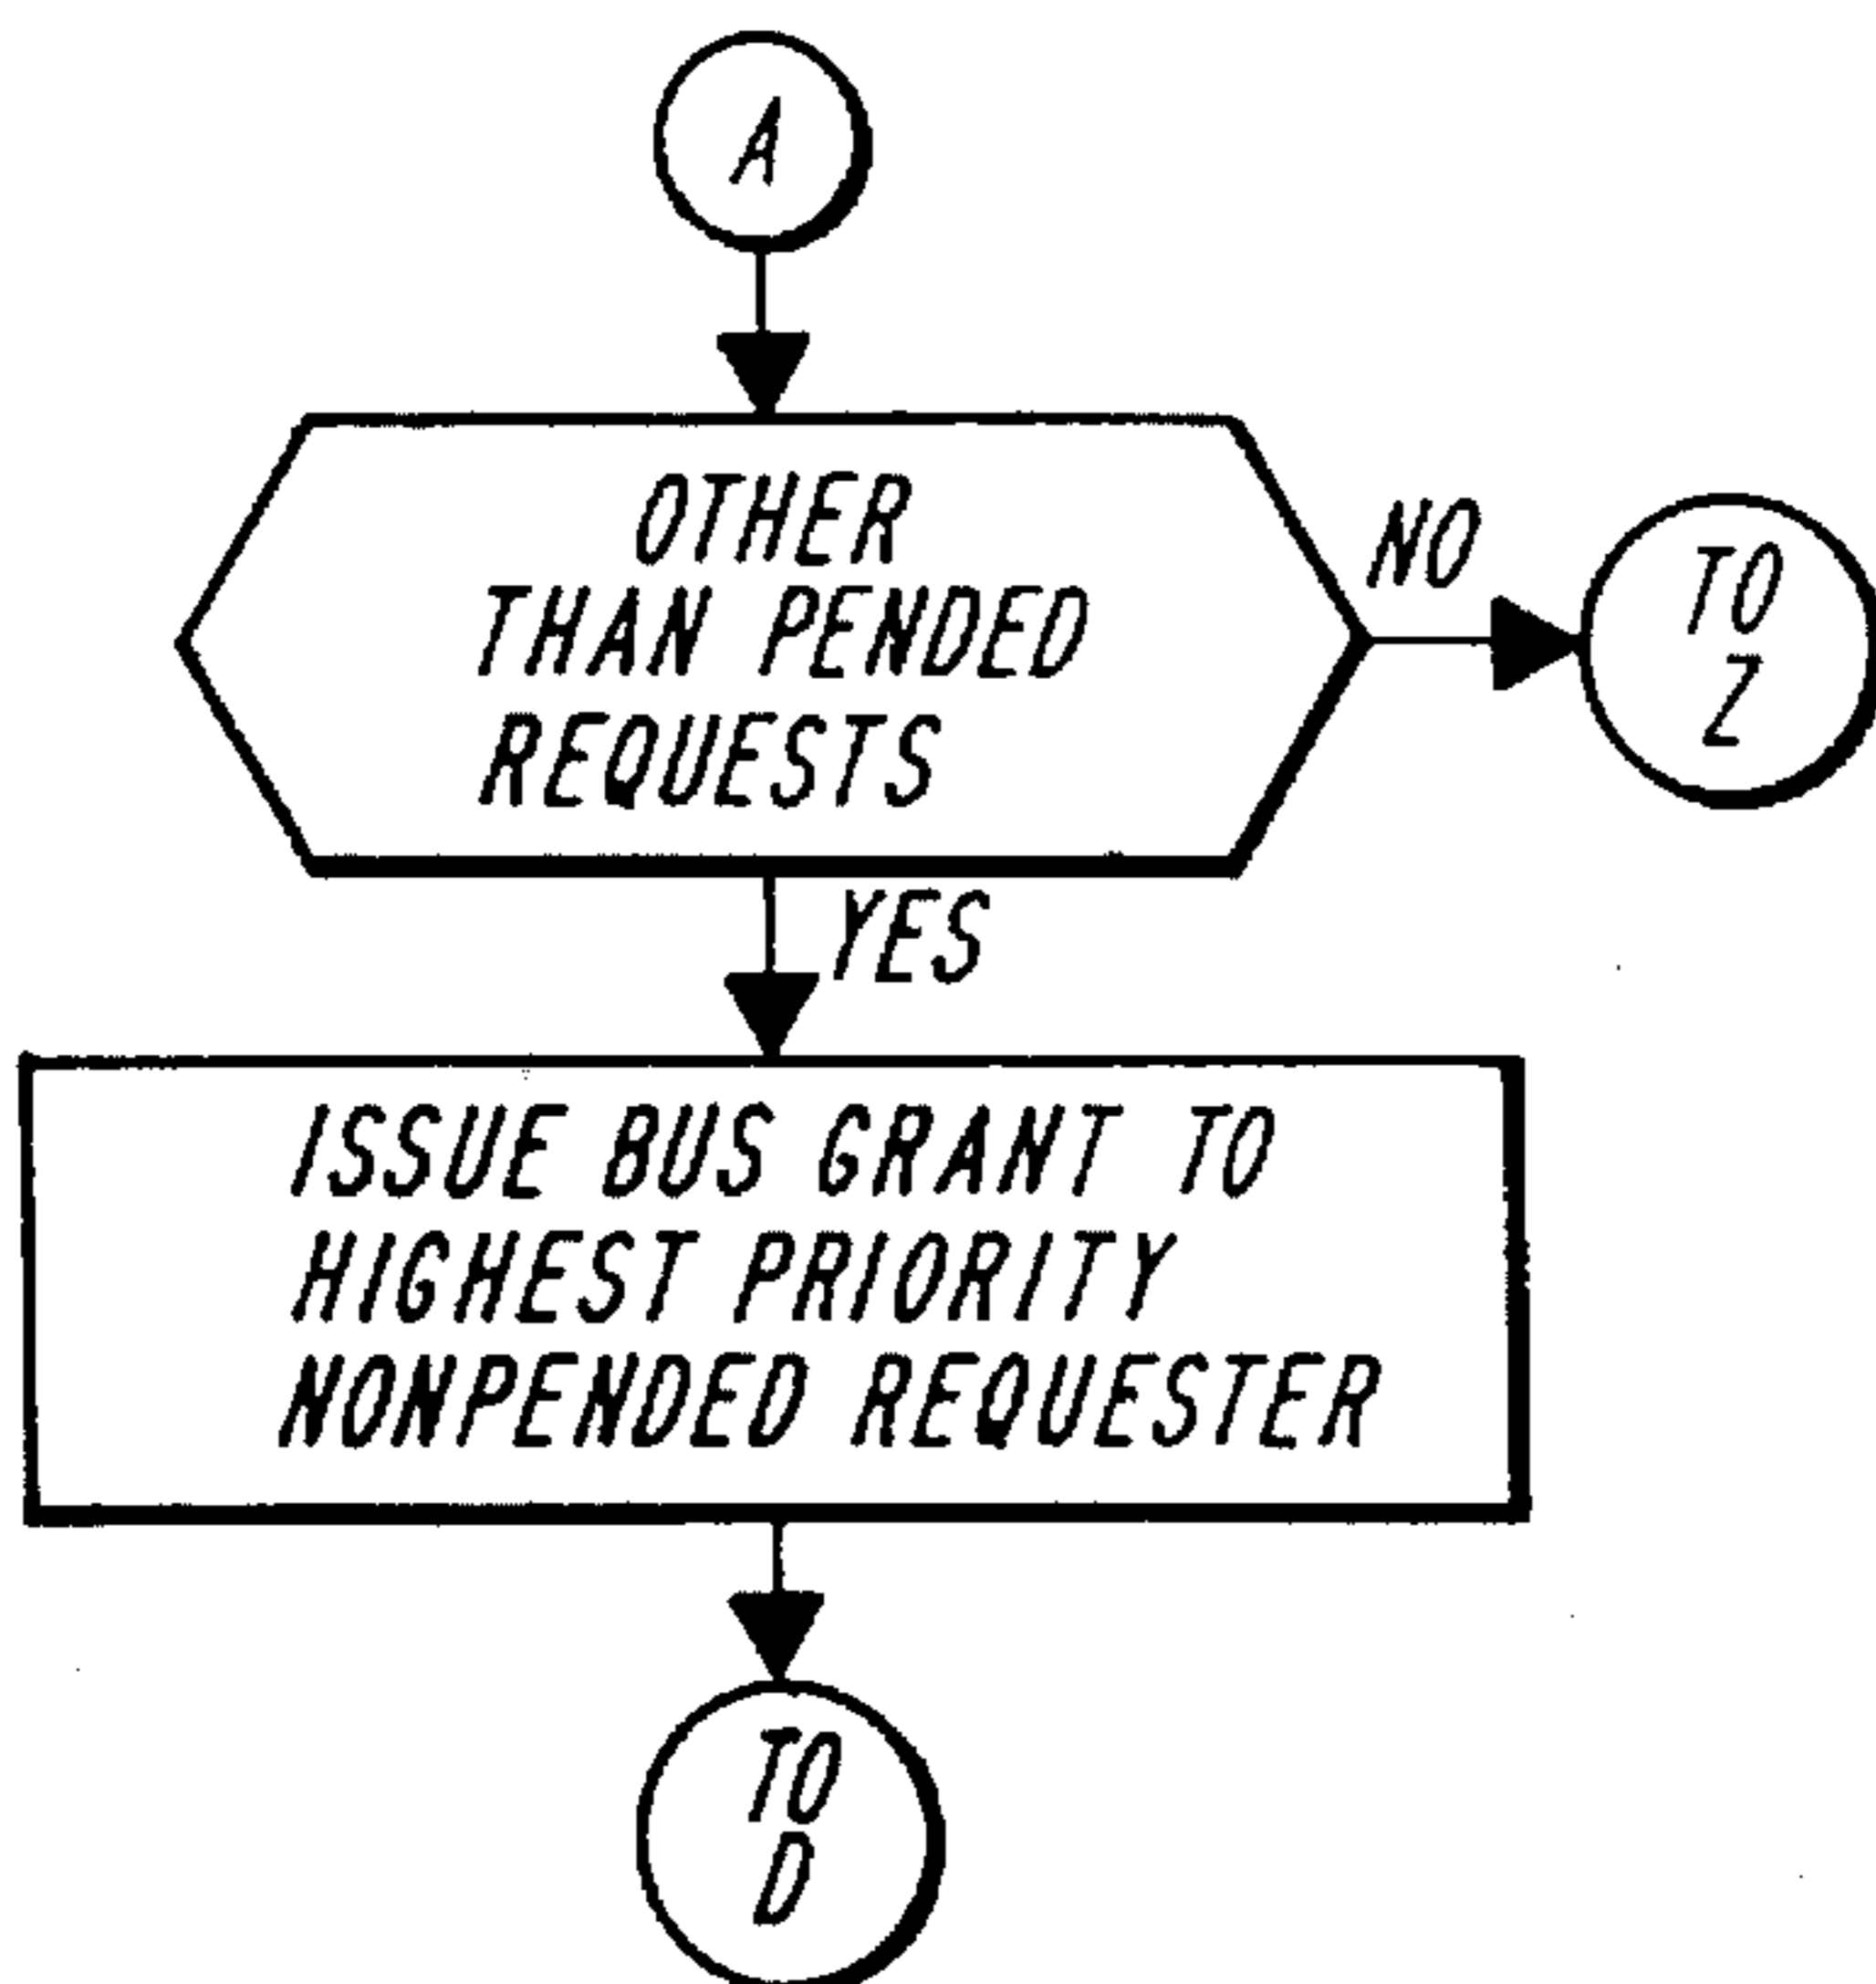 A
OTHER
THAN PENDED
REQUESTS
NO
TO
Z
YES
ISSUE BUS GRANT TO
HIGHEST PRIORITY
NONPENDED REQUESTER
TO
D